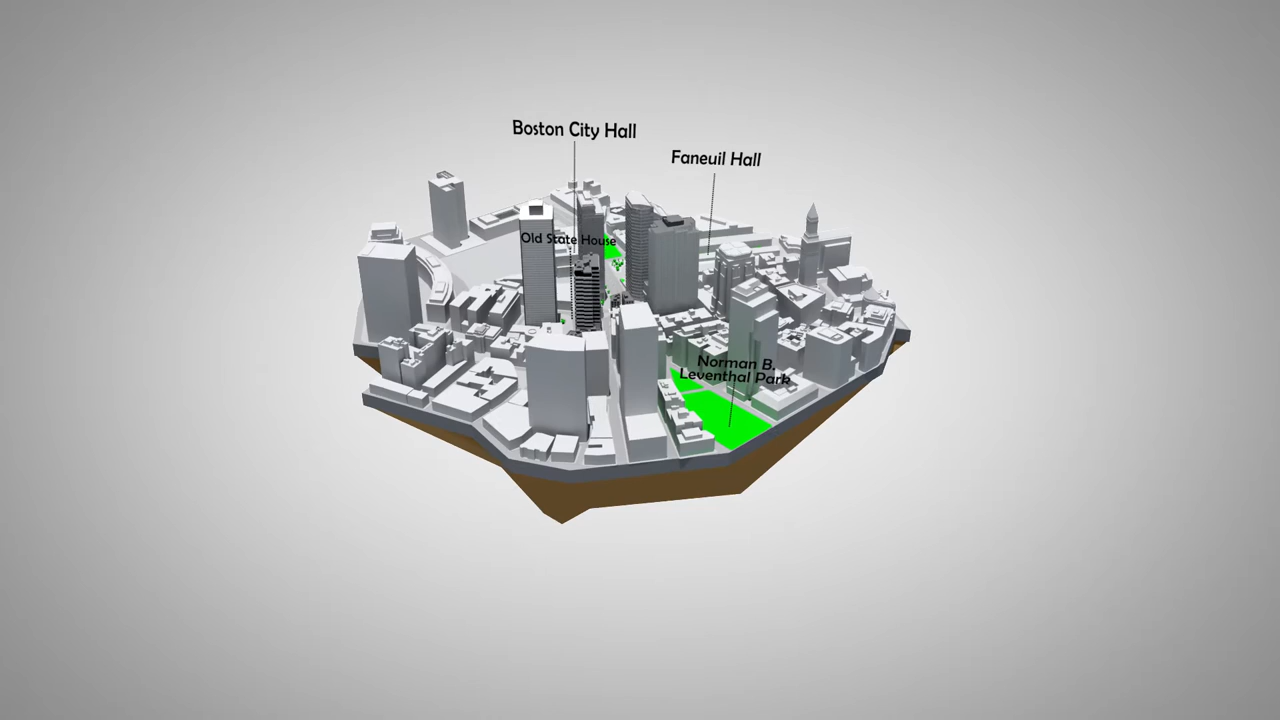 Boston City Hall
Faneuil Hall
Old State House
Norman B.
Leventhal Park